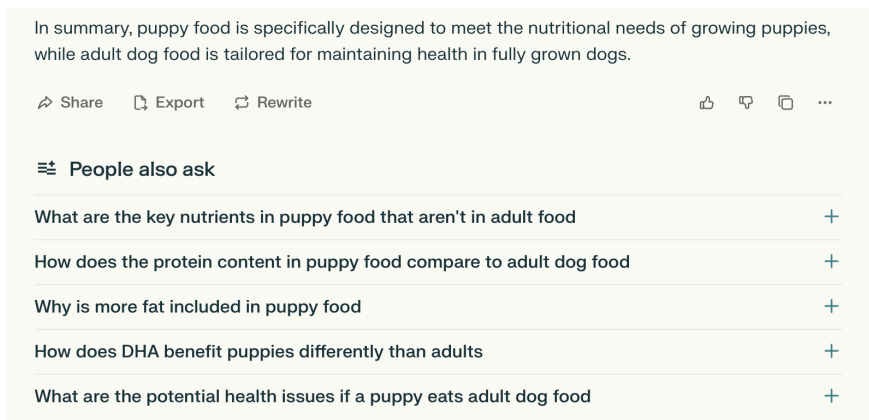 In summary, puppy food is specifically designed to meet the nutritional needs of growing puppies,
while adult dog food is tailored for maintaining health in fully grown dogs.
Share Export Rewrite
People also ask
What are the key nutrients in puppy food that aren't in adult food
How does the protein content in puppy food compare to adult dog food
Why is more fat included in puppy food
How does DHA benefit puppies differently than adults
What are the potential health issues if a puppy eats adult dog food